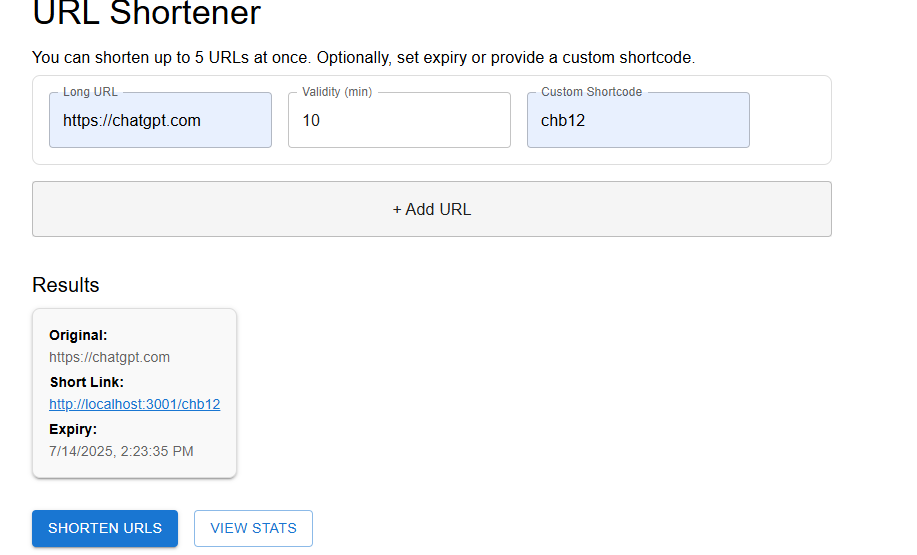 URL Shortener
You can shorten up to 5 URLs at once. Optionally, set expiry or provide a custom shortcode.
Long URL Validity (min) Custom Shortcode
https://chatgpt.com 10 chb12
+ Add URL
Results
Original:
https://chatgpt.com
Short Link:
http://localhost:3001/chb12
Expiry:
7/14/2025, 2:23:35 PM
SHORTEN URLS VIEW STATS